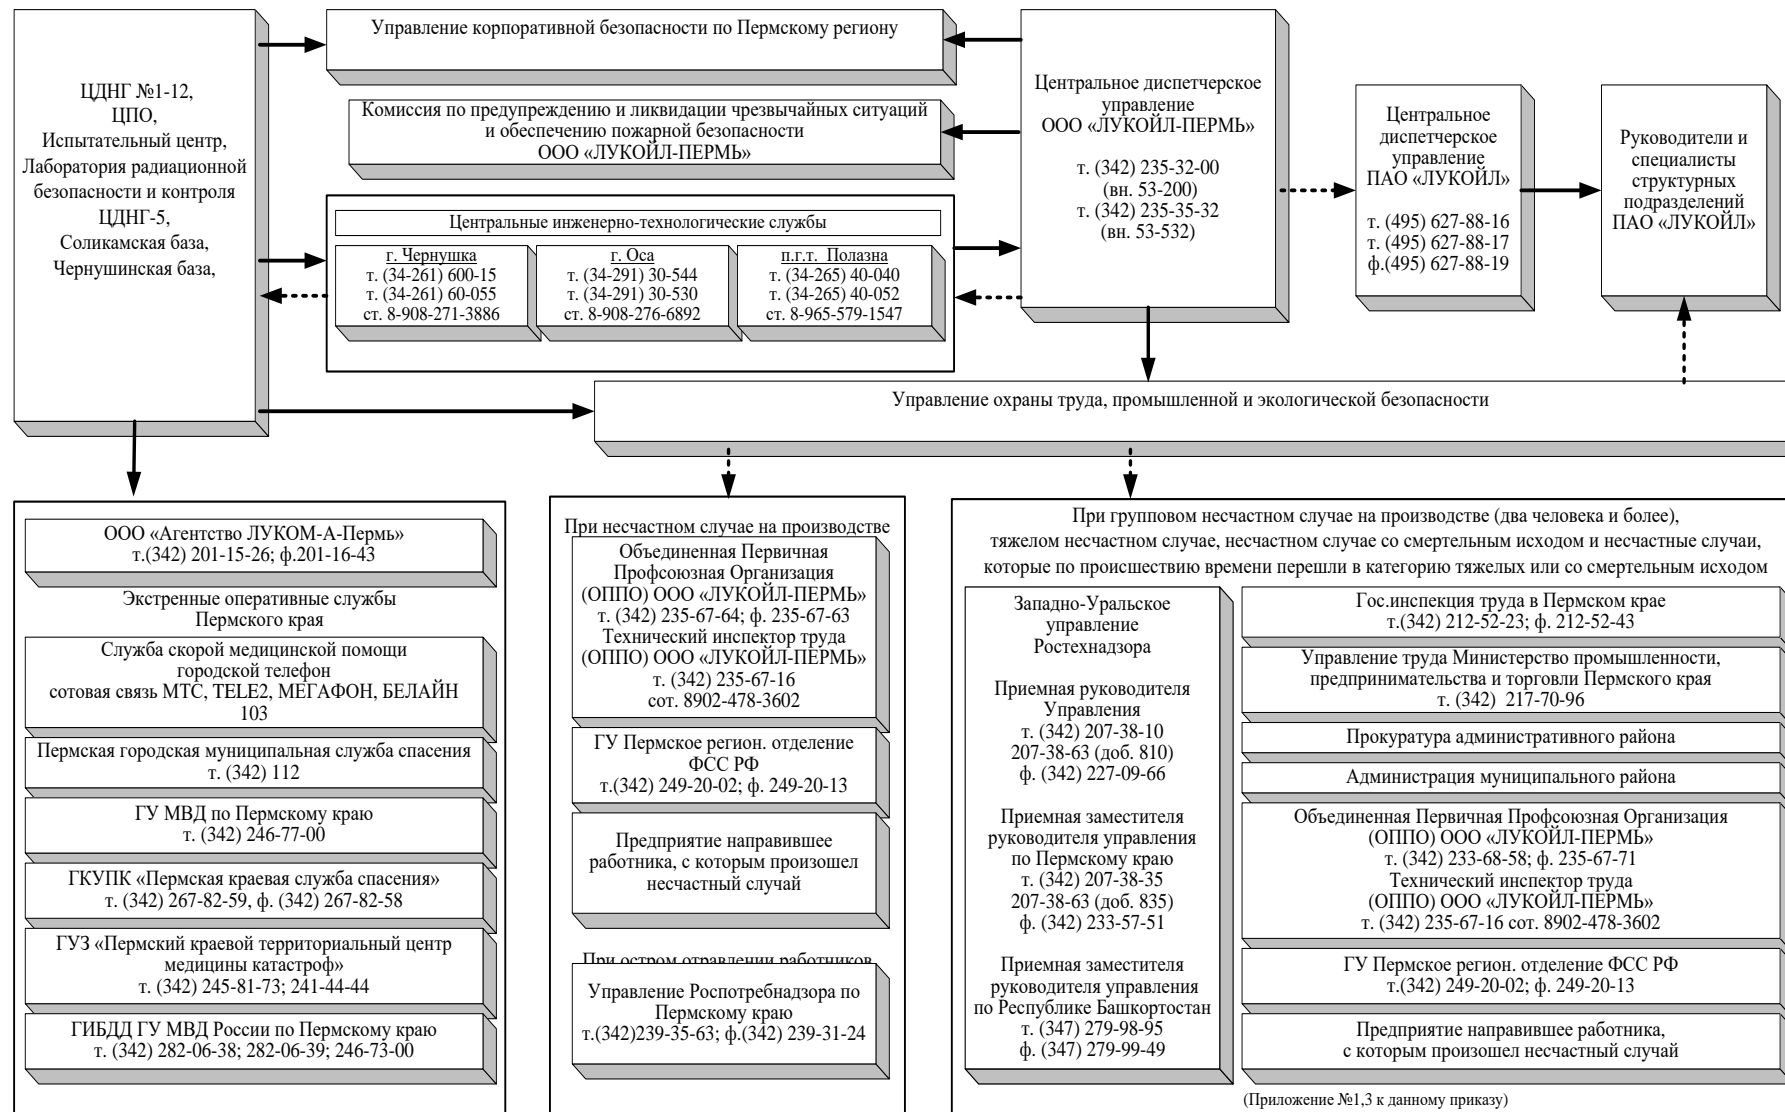 ЦДНГ №1-12,
ЦПО,
Испытательный центр,
Лаборатория радиационной
безопасности и контроля
ЦДНГ-5,
Соликамская база,
Чернушинская база,
Управление корпоративной безопасности по Пермскому региону
Комиссия по предупреждению и ликвидации чрезвычайных ситуаций
и обеспечению пожарной безопасности
ООО «ЛУКОЙЛ-ПЕРМЬ»
Центральные инженерно-технологические службы
г. Чернушка
т. (34-261) 600-15
т. (34-261) 60-055
ст. 8-908-271-3886
г. Оса
т. (34-291) 30-544
т. (34-291) 30-530
ст. 8-908-276-6892
п.г.т. Полазна
т. (34-265) 40-040
т. (34-265) 40-052
ст. 8-965-579-1547
Центральное диспетчерское
управление
ООО «ЛУКОЙЛ-ПЕРМЬ»
т. (342) 235-32-00
(вн. 53-200)
т. (342) 235-35-32
(вн. 53-532)
Центральное
диспетчерское
управление
ПАО «ЛУКОЙЛ»
т. (495) 627-88-16
т. (495) 627-88-17
ф.(495) 627-88-19
Руководители и
специалисты
структурных
подразделений
ПАО «ЛУКОЙЛ»
Управление охраны труда, промышленной и экологической безопасности
ООО «Агентство ЛУКОМ-А-Пермь»
т.(342) 201-15-26; ф.201-16-43
Экстренные оперативные службы
Пермского края
Служба скорой медицинской помощи
городской телефон
сотовая связь МТС, TELE2, МЕГАФОН, БЕЛАЙН
103
Пермская городская муниципальная служба спасения
т. (342) 112
ГУ МВД по Пермскому краю
т. (342) 246-77-00
ГКУПК «Пермская краевая служба спасения»
т. (342) 267-82-59, ф. (342) 267-82-58
ГУЗ «Пермский краевой территориальный центр
медицины катастроф»
т. (342) 245-81-73; 241-44-44
ГИБДД ГУ МВД России по Пермскому краю
т. (342) 282-06-38; 282-06-39; 246-73-00
При несчастном случае на производстве
Объединенная Первичная
Профсоюзная Организация
(ОППО) ООО «ЛУКОЙЛ-ПЕРМЬ»
т. (342) 235-67-64; ф. 235-67-63
Технический инспектор труда
(ОППО) ООО «ЛУКОЙЛ-ПЕРМЬ»
т. (342) 235-67-16
сот. 8902-478-3602
ГУ Пермское регион. отделение
ФСС РФ
т.(342) 249-20-02; ф. 249-20-13
Предприятие направившее
работника, с которым произошел
несчастный случай
При остром отравлении работников
Управление Роспотребнадзора по
Пермскому краю
т.(342)239-35-63; ф.(342) 239-31-24
При групповом несчастном случае на производстве (два человека и более),
тяжелом несчастном случае, несчастном случае со смертельным исходом и несчастные случаи,
которые по происшествию времени перешли в категорию тяжелых или со смертельным исходом
Западно-Уральское
управление
Ростехнадзора
Приемная руководителя
Управления
т. (342) 207-38-10
207-38-63 (доб. 810)
ф. (342) 227-09-66
Приемная заместителя
руководителя управления
по Пермскому краю
т. (342) 207-38-35
207-38-63 (доб. 835)
ф. (342) 233-57-51
Приемная заместителя
руководителя управления
по Республике Башкортостан
т. (347) 279-98-95
ф. (347) 279-99-49
Гос.инспекция труда в Пермском крае
т.(342) 212-52-23; ф. 212-52-43
Управление труда Министерство промышленности,
предпринимательства и торговли Пермского края
т. (342) 217-70-96
Прокуратура административного района
Администрация муниципального района
Объединенная Первичная Профсоюзная Организация
(ОППО) ООО «ЛУКОЙЛ-ПЕРМЬ»
т. (342) 233-68-58; ф. 235-67-71
Технический инспектор труда
(ОППО) ООО «ЛУКОЙЛ-ПЕРМЬ»
т. (342) 235-67-16 сот. 8902-478-3602
ГУ Пермское регион. отделение ФСС РФ
т.(342) 249-20-02; ф. 249-20-13
Предприятие направившее работника,
с которым произошел несчастный случай
(Приложение №1,3 к данному приказу)